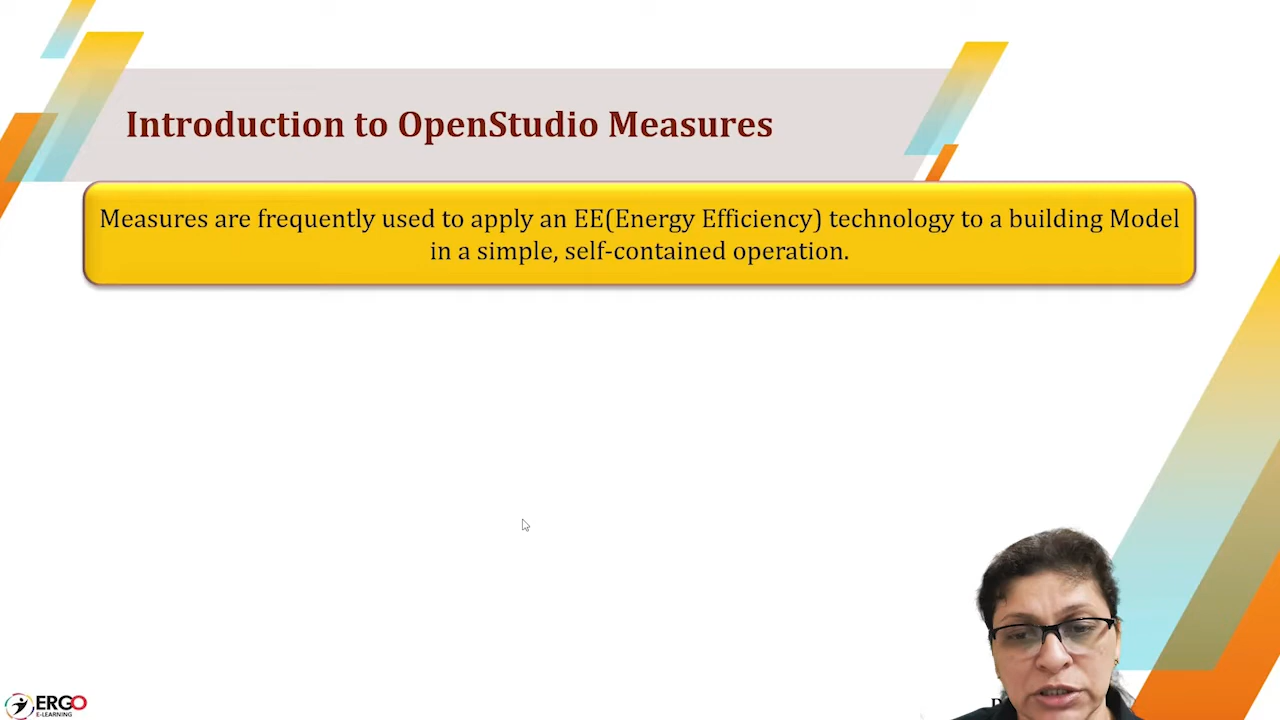 Introduction to OpenStudio Measures
Measures are frequently used to apply an EE(Energy Efficiency) technology to a building Model
in a simple, self-contained operation.
ERGO
E-LEARNING